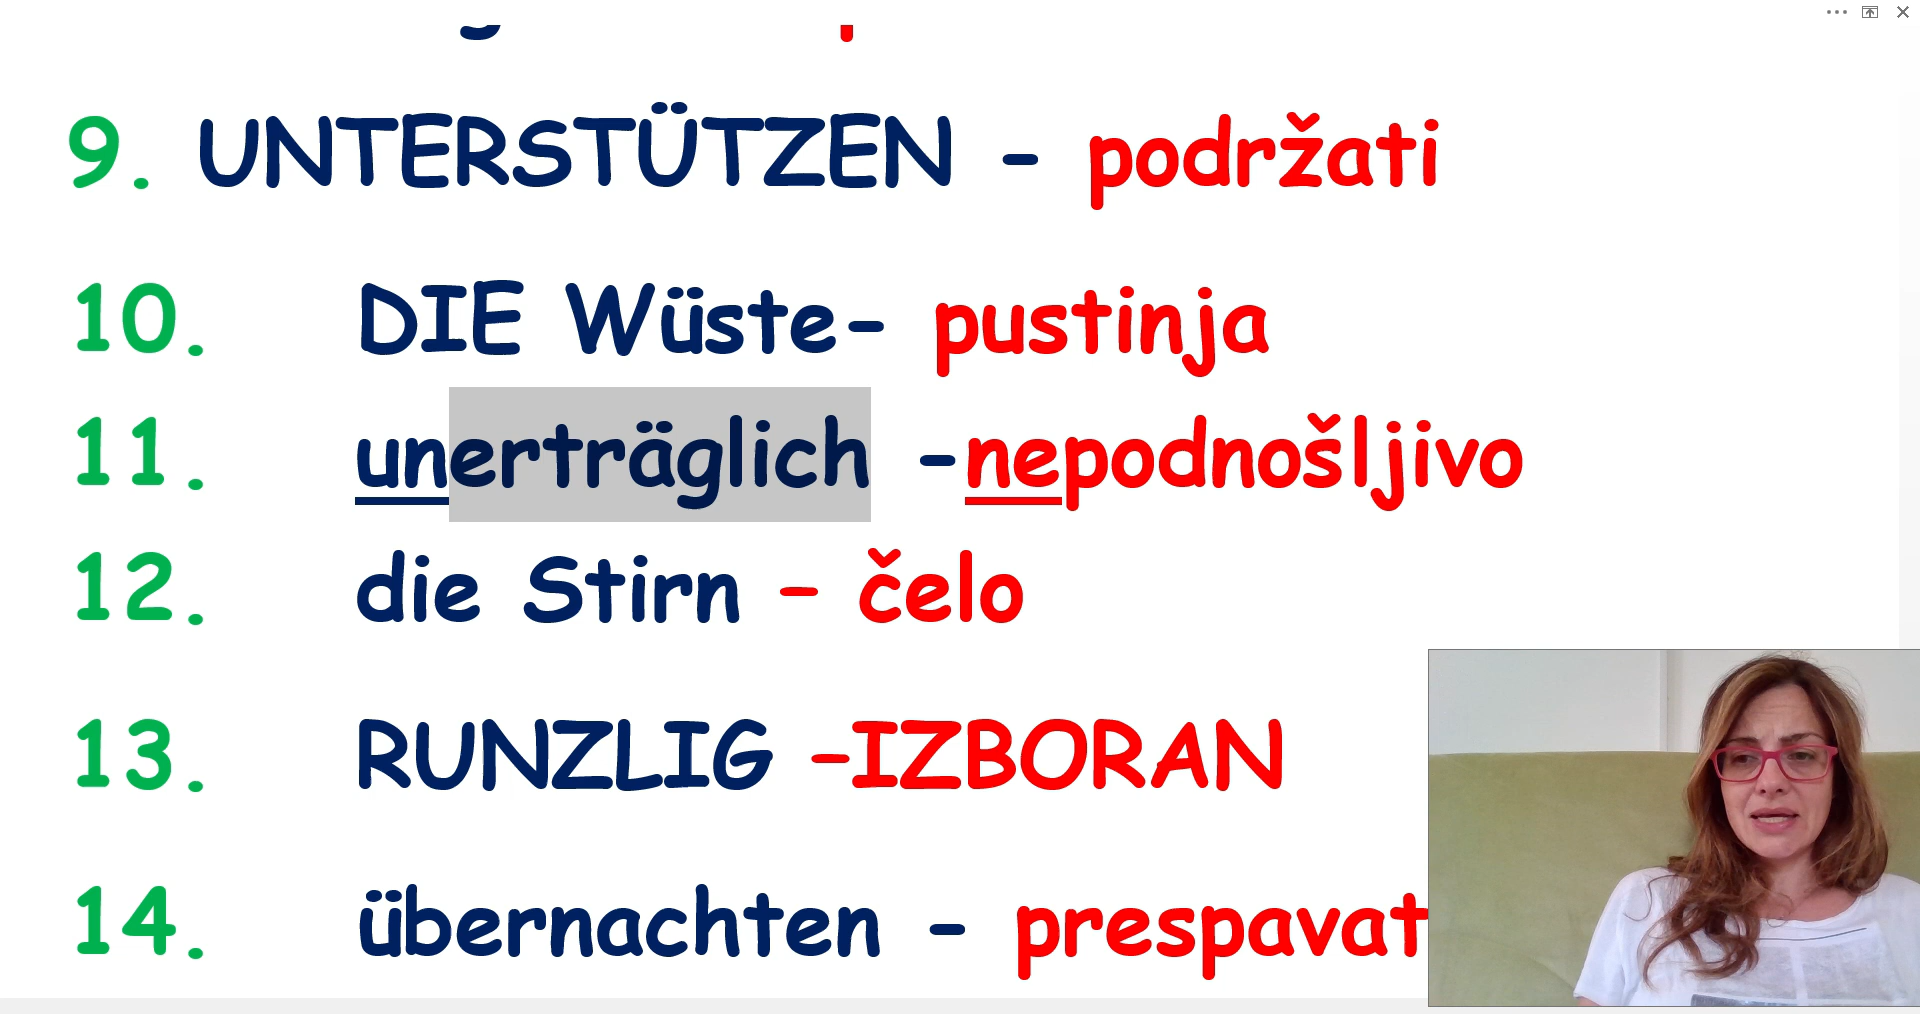 9. UNTERSTÜTZEN - podržati
10. DIE Wüste- pustinja
11. unerträglich -nepodnošljivo
12. die Stirn - čelo
13. RUNZLIG -IZBORAN
14. übernachten - prespavat